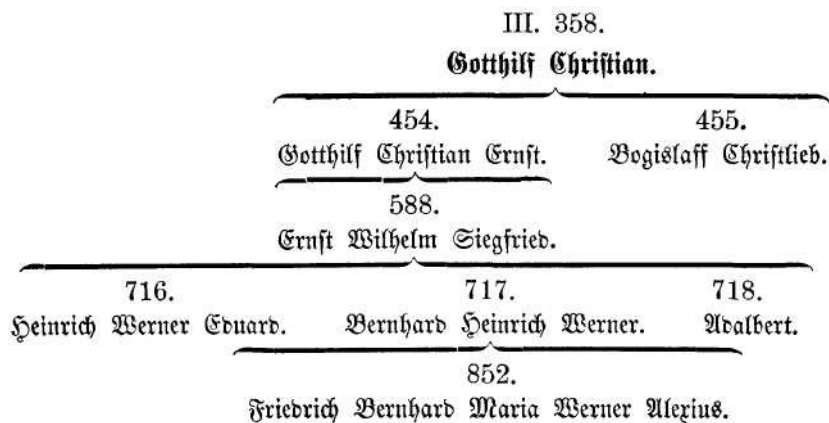 III. 358.
Gotthilf Christian.
454. 455.
Gotthilf Christian Ernst. Bogislaff Christlieb.
588.
Ernst Wilhelm Siegfried.
716. 717. 718.
Heinrich Werner Eduard. Bernhard Heinrich Werner. Adalbert.
852.
Friedrich Bernhard Maria Werner Alexius.